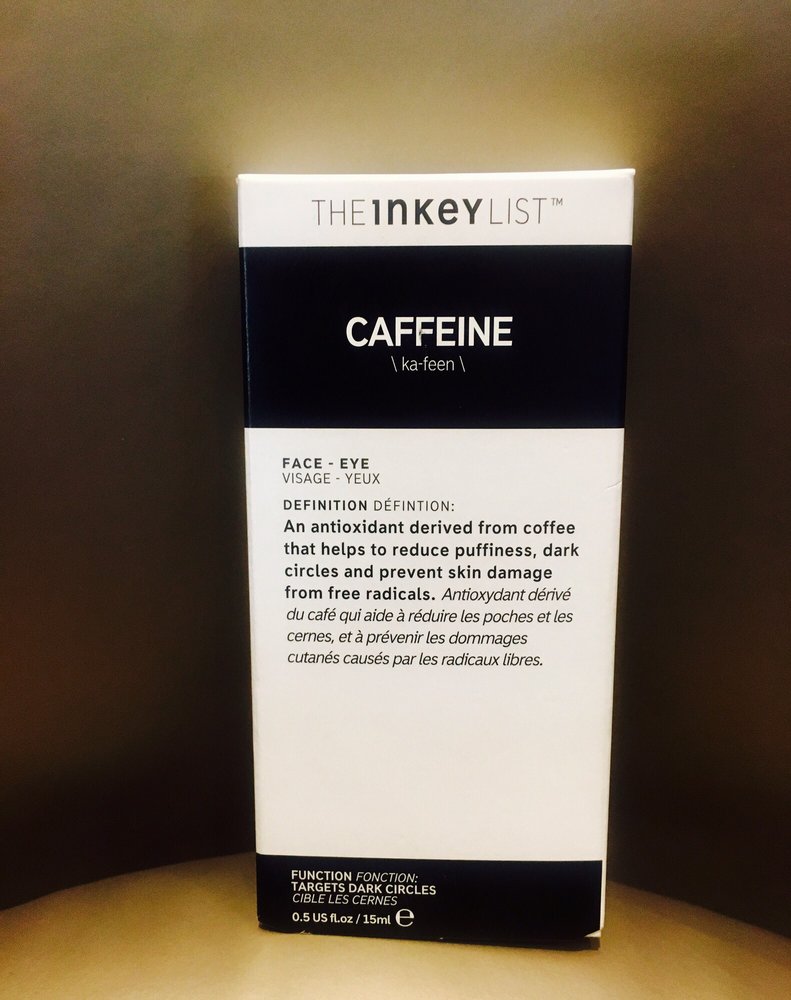 THE INKEY LIST™
CAFFEINE
\ ka-feen \
FACE - EYE
VISAGE - YEUX
DEFINITION DÉFINTION:
An antioxidant derived from coffee
that helps to reduce puffiness, dark
circles and prevent skin damage
from free radicals. Antioxydant dérivé
du café qui aide à réduire les poches et les
cernes, et à prévenir les dommages
cutanés causés par les radicaux libres.
FUNCTION FONCTION:
TARGETS DARK CIRCLES
CIBLE LES CERNES
0.5 US fl.oz / 15ml ℮